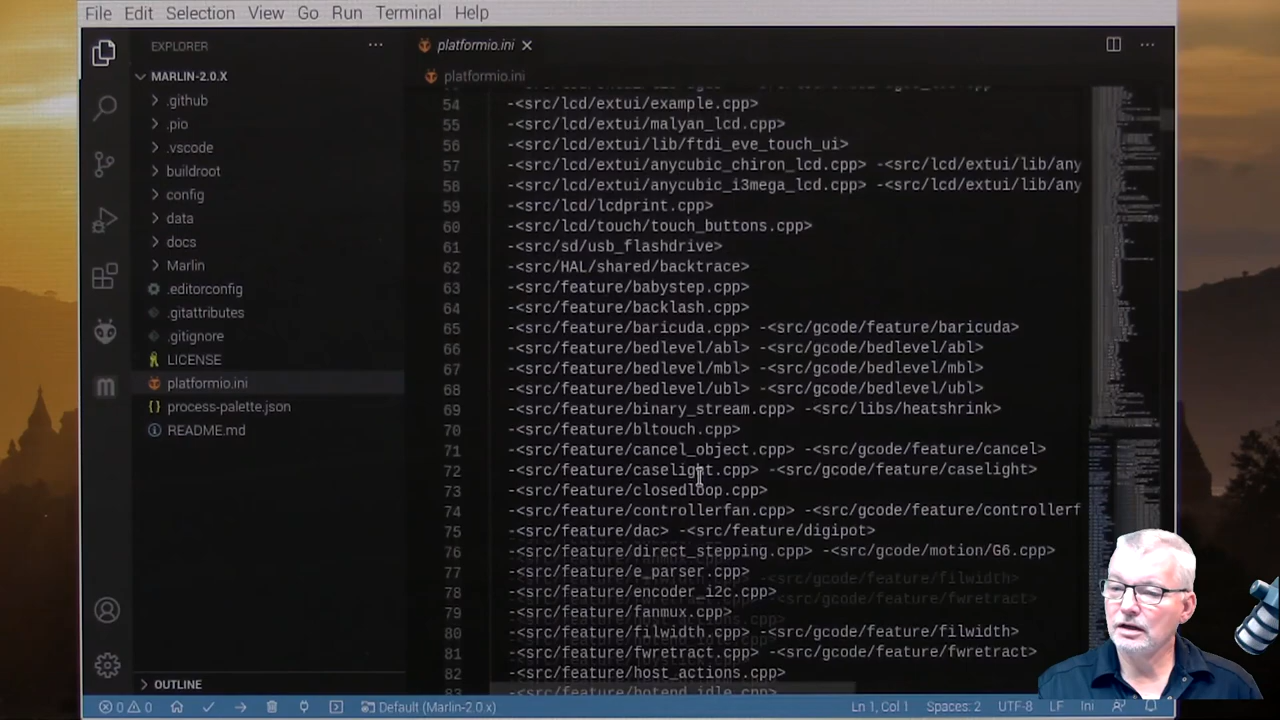 File Edit Selection View Go Run Terminal Help
EXPLORER
platformio.ini
MARLIN-2.0.X
platformio.ini
.github
.pio
.vscode
buildroot
config
data
docs
Marlin
.editorconfig
.gitattributes
.gitignore
LICENSE
platformio.ini
process-palette.json
README.md
OUTLINE
54 -<src/lcd/extui/example.cpp>
55 -<src/lcd/extui/malyan_lcd.cpp>
56 -<src/lcd/extui/lib/ftdi_eve_touch_ui>
57 -<src/lcd/extui/anycubic_chiron_lcd.cpp> -<src/lcd/extui/lib/any
58 -<src/lcd/extui/anycubic_i3mega_lcd.cpp> -<src/lcd/extui/lib/any
59 -<src/lcd/lcdprint.cpp>
60 -<src/lcd/touch/touch_buttons.cpp>
61 -<src/sd/usb_flashdrive>
62 -<src/HAL/shared/backtrace>
63 -<src/feature/babystep.cpp>
64 -<src/feature/backlash.cpp>
65 -<src/feature/baricuda.cpp> -<src/gcode/feature/baricuda>
66 -<src/feature/bedlevel/abl> -<src/gcode/bedlevel/abl>
67 -<src/feature/bedlevel/mbl> -<src/gcode/bedlevel/mbl>
68 -<src/feature/bedlevel/ubl> -<src/gcode/bedlevel/ubl>
69 -<src/feature/binary_stream.cpp> -<src/libs/heatshrink>
70 -<src/feature/bltouch.cpp>
71 -<src/feature/cancel_object.cpp> -<src/gcode/feature/cancel>
72 -<src/feature/caselight.cpp> -<src/gcode/feature/caselight>
73 -<src/feature/closedloop.cpp>
74 -<src/feature/controllerfan.cpp> -<src/gcode/feature/controllerf
75 -<src/feature/dac> -<src/feature/digipot>
76 -<src/feature/direct_stepping.cpp> -<src/gcode/motion/G6.cpp>
77 -<src/feature/e_parser.cpp>
78 -<src/feature/encoder_i2c.cpp>
79 -<src/feature/fanmux.cpp>
80 -<src/feature/filwidth.cpp> -<src/gcode/feature/filwidth>
81 -<src/feature/fwretract.cpp> -<src/gcode/feature/fwretract>
82 -<src/feature/host_actions.cpp>
83 -<src/feature/hotend_idle.cpp>
0 0 Default (Marlin-2.0.x) Ln 1, Col 1 Spaces: 2 UTF-8 LF Ini